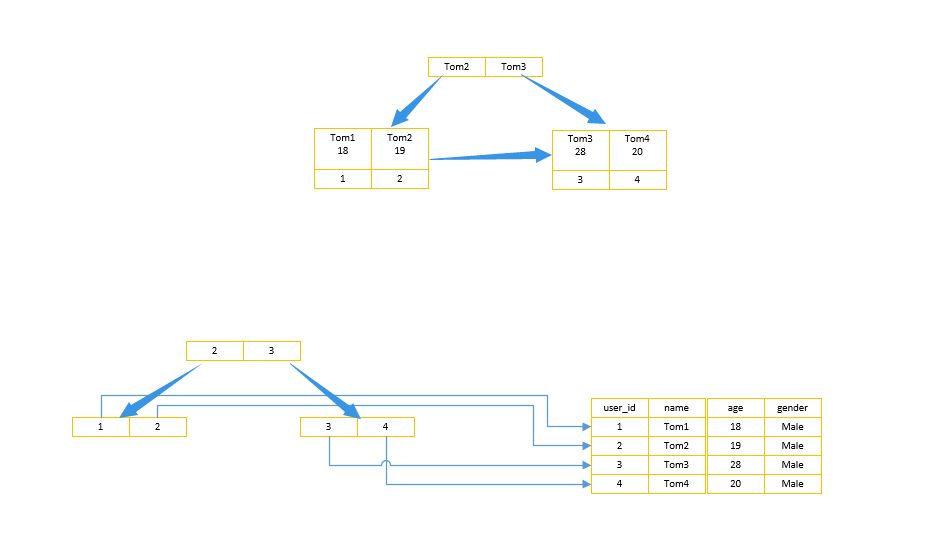 Tom2 Tom3
Tom1 Tom2 Tom3 Tom4
18 19 28 20
1 2 3 4
2 3
1 2 3 4
user_id name age gender
1 Tom1 18 Male
2 Tom2 19 Male
3 Tom3 28 Male
4 Tom4 20 Male